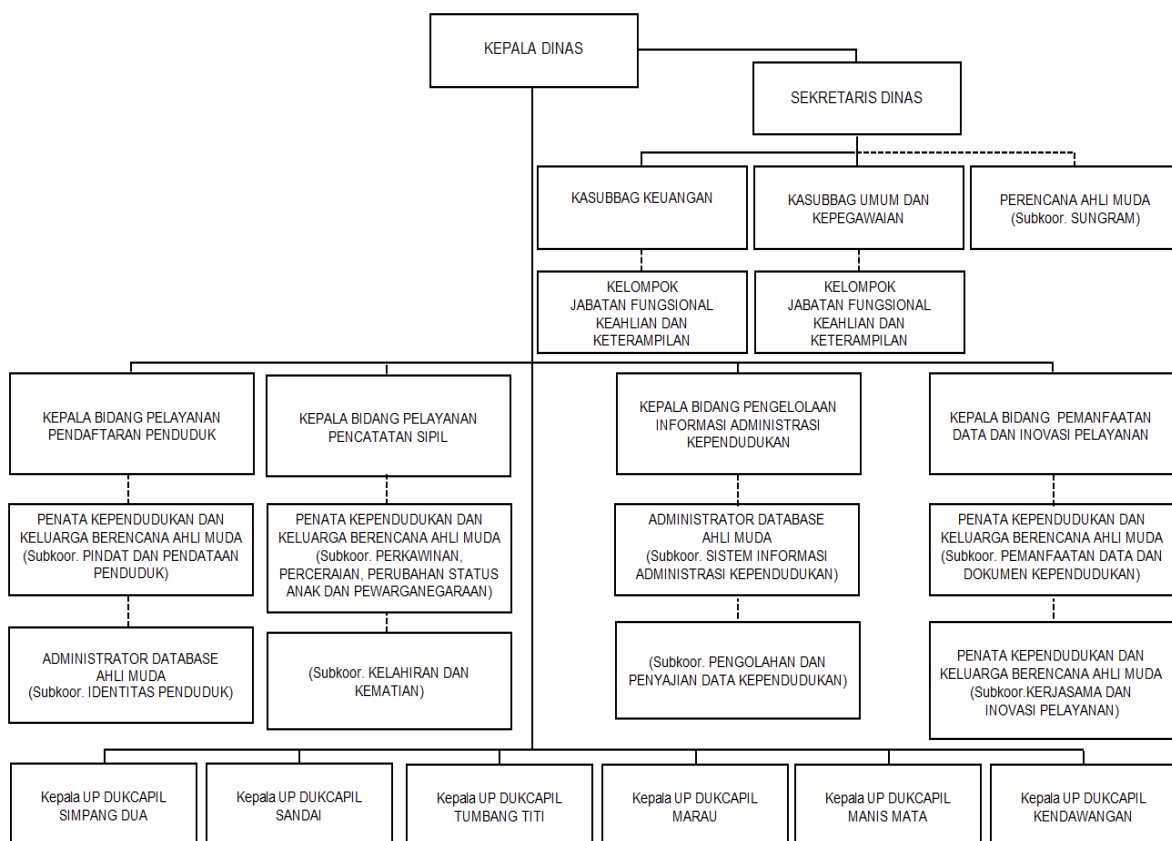 KEPALA DINAS
SEKRETARIS DINAS
KASUBBAG KEUANGAN
KASUBBAG UMUM DAN
KEPEGAWAIAN
PERENCANA AHLI MUDA
(Subkoor. SUNGRAM)
KELOMPOK
JABATAN FUNGSIONAL
KEAHLIAN DAN
KETERAMPILAN
KELOMPOK
JABATAN FUNGSIONAL
KEAHLIAN DAN
KETERAMPILAN
KEPALA BIDANG PELAYANAN
PENDAFTARAN PENDUDUK
KEPALA BIDANG PELAYANAN
PENCATATAN SIPIL
KEPALA BIDANG PENGELOLAAN
INFORMASI ADMINISTRASI
KEPENDUDUKAN
KEPALA BIDANG PEMANFAATAN
DATA DAN INOVASI PELAYANAN
PENATA KEPENDUDUKAN DAN
KELUARGA BERENCANA AHLI MUDA
(Subkoor. PINDAT DAN PENDATAAN
PENDUDUK)
PENATA KEPENDUDUKAN DAN
KELUARGA BERENCANA AHLI MUDA
(Subkoor. PERKAWINAN,
PERCERAIAN, PERUBAHAN STATUS
ANAK DAN PEWARGANEGARAAN)
ADMINISTRATOR DATABASE
AHLI MUDA
(Subkoor. SISTEM INFORMASI
ADMINISTRASI KEPENDUDUKAN)
PENATA KEPENDUDUKAN DAN
KELUARGA BERENCANA AHLI MUDA
(Subkoor. PEMANFAATAN DATA DAN
DOKUMEN KEPENDUDUKAN)
ADMINISTRATOR DATABASE
AHLI MUDA
(Subkoor. IDENTITAS PENDUDUK)
(Subkoor. KELAHIRAN DAN
KEMATIAN)
(Subkoor. PENGOLAHAN DAN
PENYAJIAN DATA KEPENDUDUKAN)
PENATA KEPENDUDUKAN DAN
KELUARGA BERENCANA AHLI MUDA
(Subkoor.KERJASAMA DAN
INOVASI PELAYANAN)
Kepala UP DUKCAPIL
SIMPANG DUA
Kepala UP DUKCAPIL
SANDAI
Kepala UP DUKCAPIL
TUMBANG TITI
Kepala UP DUKCAPIL
MARAU
Kepala UP DUKCAPIL
MANIS MATA
Kepala UP DUKCAPIL
KENDAWANGAN